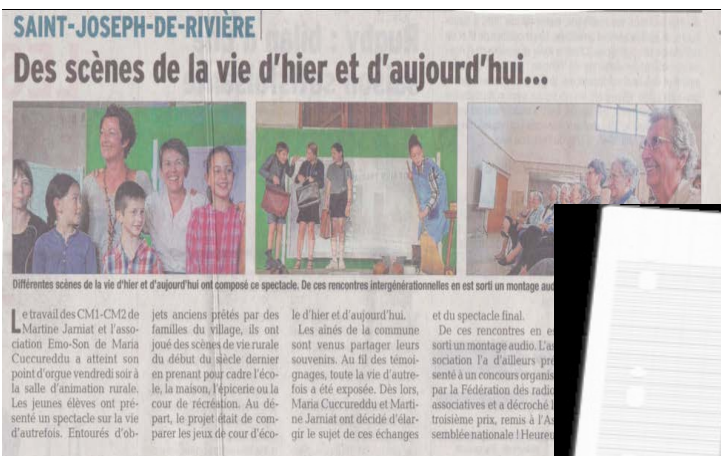 SAINT-JOSEPH-DE-RIVIÈRE
Des scènes de la vie d'hier et d'aujourd'hui...
Différentes scènes de la vie d'hier et d'aujourd'hui ont composé ce spectacle. De ces rencontres intergénérationnelles en est sorti un montage
Le travail des CM1-CM2 de
Martine Jarniat et l'asso-
ciation Emo-Son de Maria
Cuccureddu a atteint son
point d'orgue vendredi soir à
la salle d'animation rurale.
Les jeunes élèves ont pré-
senté un spectacle sur la vie
d'autrefois. Entourés d'ob-
jets anciens prêtés par des
familles du village, ils ont
joué des scènes de vie rurale
du début du siècle dernier
en prenant pour cadre l'éco-
le, la maison, l'épicerie ou la
cour de récréation. Au dé-
part, le projet était de com-
parer les jeux de cour d'éco-
le d'hier et d'aujourd'hui.
Les aînés de la commune
sont venus partager leurs
souvenirs. Au fil des témoi-
gnages, toute la vie d'autre-
fois a été exposée. Dès lors,
Maria Cuccureddu et Marti-
ne Jarniat ont décidé d'élar-
gir le sujet de ces échanges
et du spectacle final.
De ces rencontres en
sorti un montage audio.
sociation l'a d'ailleurs
senté à un concours
par la Fédération des
associatives et a décroché
troisième prix, remis à
semblée nationale !